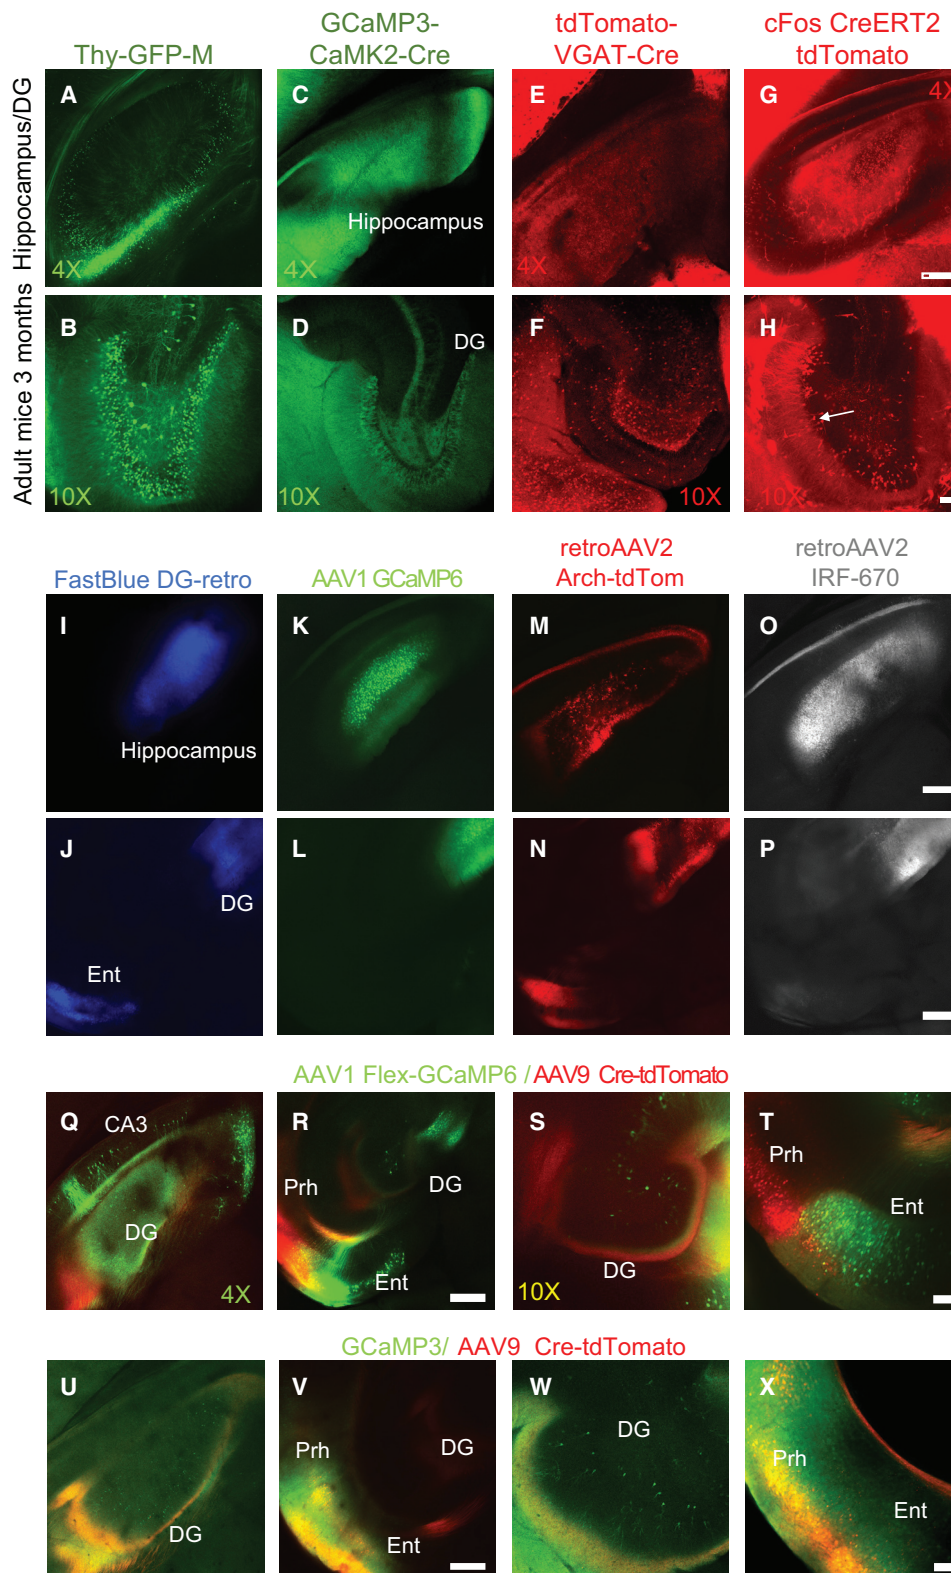 Thy-GFP-M
GCaMP3-
CaMK2-Cre
tdTomato-
VGAT-Cre
cFos CreERT2
tdTomato
Adult mice 3 months Hippocampus/DG
A
4X
C
Hippocampus
4X
E
4X
G
4X
B
10X
D
DG
10X
F
10X
H
FastBlue DG-retro
AAV1 GCaMP6
retroAAV2
Arch-tdTom
retroAAV2
IRF-670
I
Hippocampus
K
M
O
J
DG
Ent
L
N
P
AAV1 Flex-GCaMP6 / AAV9 Cre-tdTomato
Q
CA3
DG
4X
R
Prh
DG
Ent
S
DG
10X
T
Prh
Ent
GCaMP3/ AAV9 Cre-tdTomato
U
DG
V
Prh
DG
Ent
W
DG
X
Prh
Ent